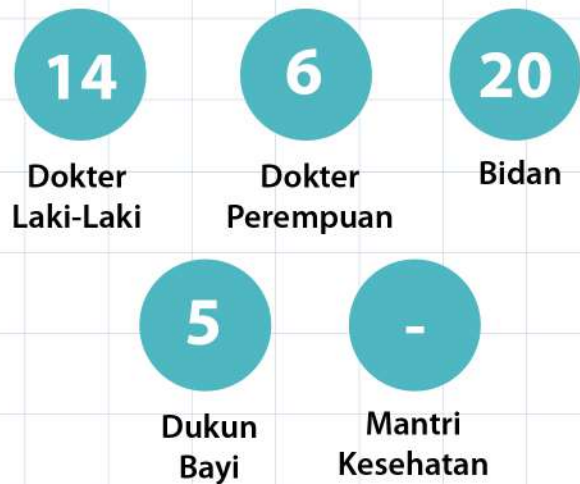 14
6
20
Dokter
Laki-Laki
Dokter
Perempuan
Bidan
5
-
Dukun
Bayi
Mantri
Kesehatan